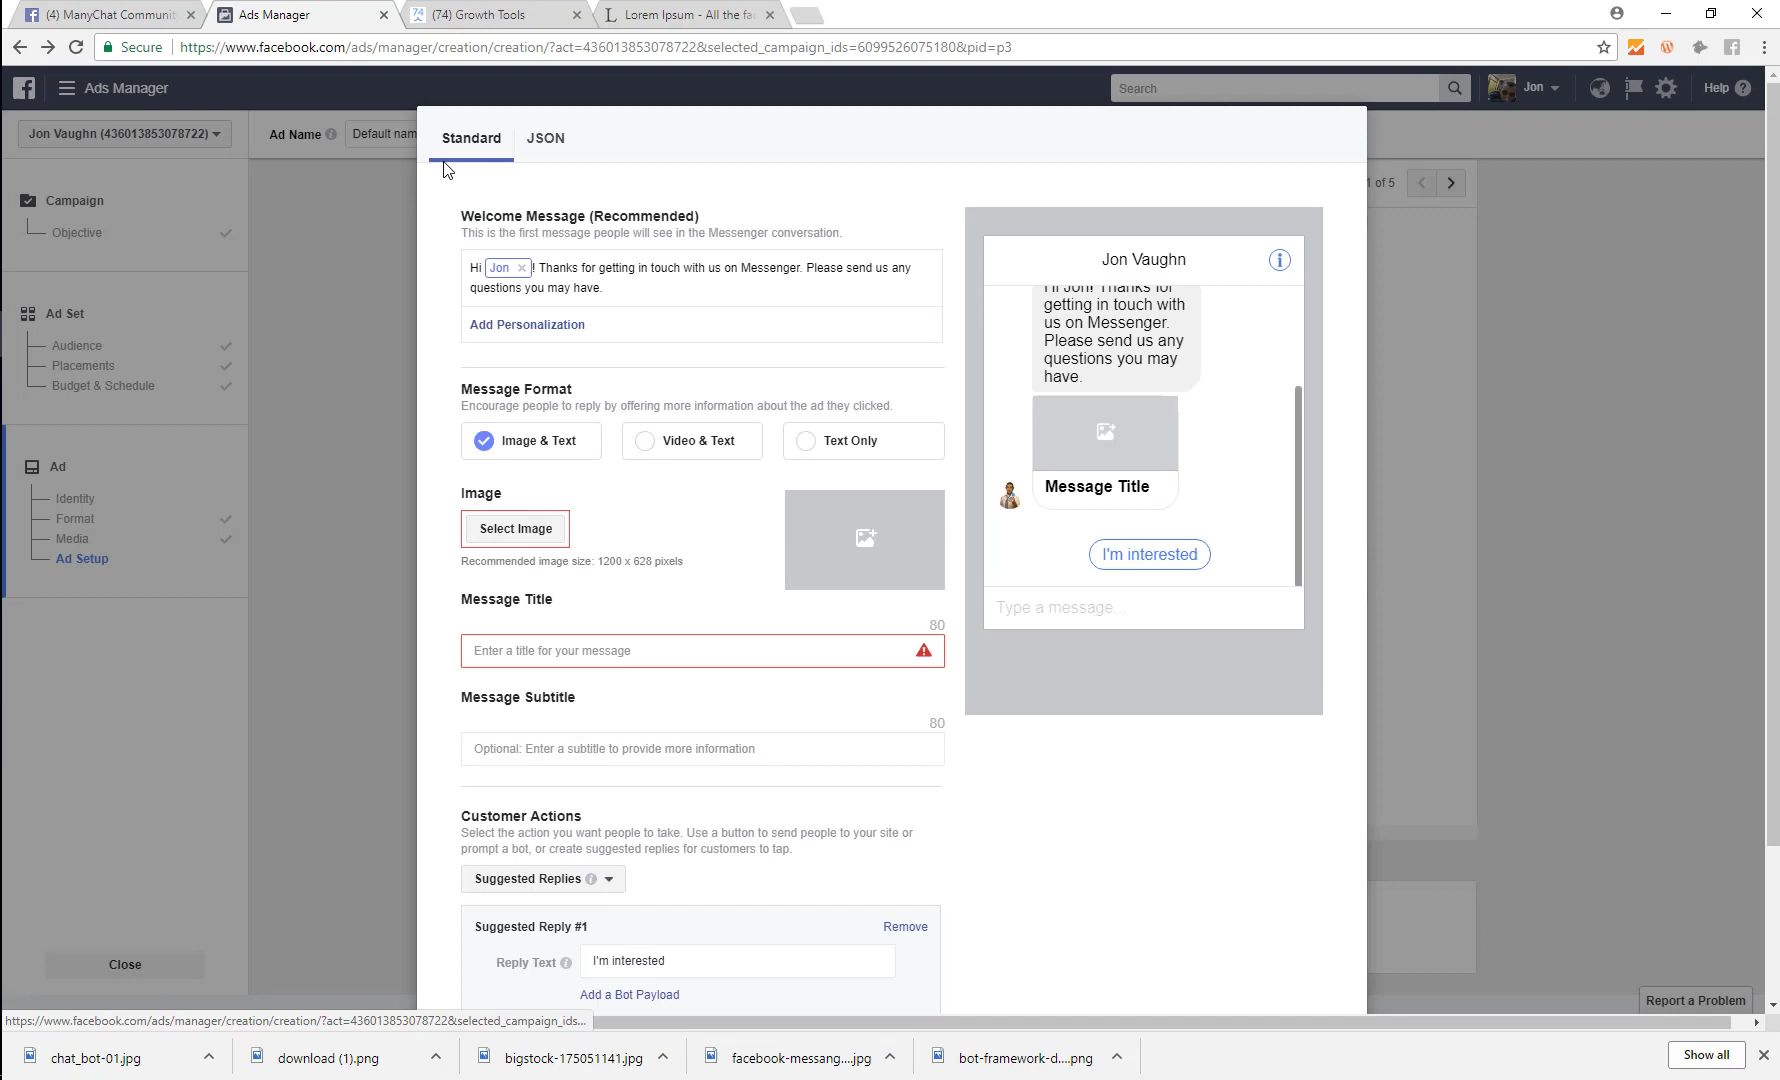 (4) ManyChat Communit
Ads Manager
(74) Growth Tools
Lorem Ipsum - All the fa
Secure
https://www.facebook.com/ads/manager/creation/creation/?act=436013853078722&selected_campaign_ids=6099526075180&pid=p3
Ads Manager
Search
Jon
Help
Jon Vaughn (436013853078722)
Ad Name
Default nam
Standard
JSON
1 of 5
Campaign
Objective
Ad Set
Audience
Placements
Budget & Schedule
Ad
Identity
Format
Media
Ad Setup
Close
Welcome Message (Recommended)
This is the first message people will see in the Messenger conversation.
Hi Jon ×! Thanks for getting in touch with us on Messenger. Please send us any
questions you may have.
Add Personalization
Message Format
Encourage people to reply by offering more information about the ad they clicked.
Image & Text
Video & Text
Text Only
Image
Select Image
Recommended image size: 1200 x 628 pixels
Message Title
80
Enter a title for your message
Message Subtitle
80
Optional: Enter a subtitle to provide more information
Customer Actions
Select the action you want people to take. Use a button to send people to your site or
prompt a bot, or create suggested replies for customers to tap.
Suggested Replies
Suggested Reply #1
Remove
Reply Text
I'm interested
Add a Bot Payload
Jon Vaughn
Hi Jon! Thanks for
getting in touch with
us on Messenger.
Please send us any
questions you may
have.
Message Title
I'm interested
Type a message...
Report a Problem
https://www.facebook.com/ads/manager/creation/creation/?act=436013853078722&selected_campaign_ids...
chat_bot-01.jpg
download (1).png
bigstock-175051141.jpg
facebook-messang....jpg
bot-framework-d....png
Show all